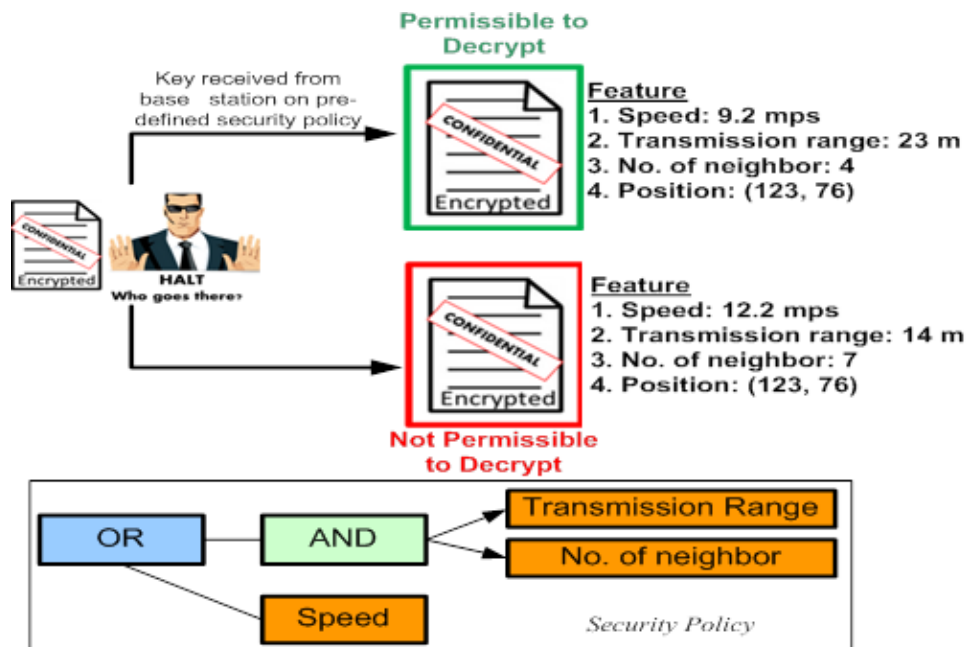 Permissible to
Decrypt
Key received from
base station on pre-
defined security policy
CONFIDENTIAL
Encrypted
Feature
1. Speed: 9.2 mps
2. Transmission range: 23 m
3. No. of neighbor: 4
4. Position: (123, 76)
CONFIDENTIAL
Encrypted
HALT
Who goes there?
CONFIDENTIAL
Encrypted
Feature
1. Speed: 12.2 mps
2. Transmission range: 14 m
3. No. of neighbor: 7
4. Position: (123, 76)
Not Permissible
to Decrypt
OR
AND
Transmission Range
No. of neighbor
Speed
Security Policy